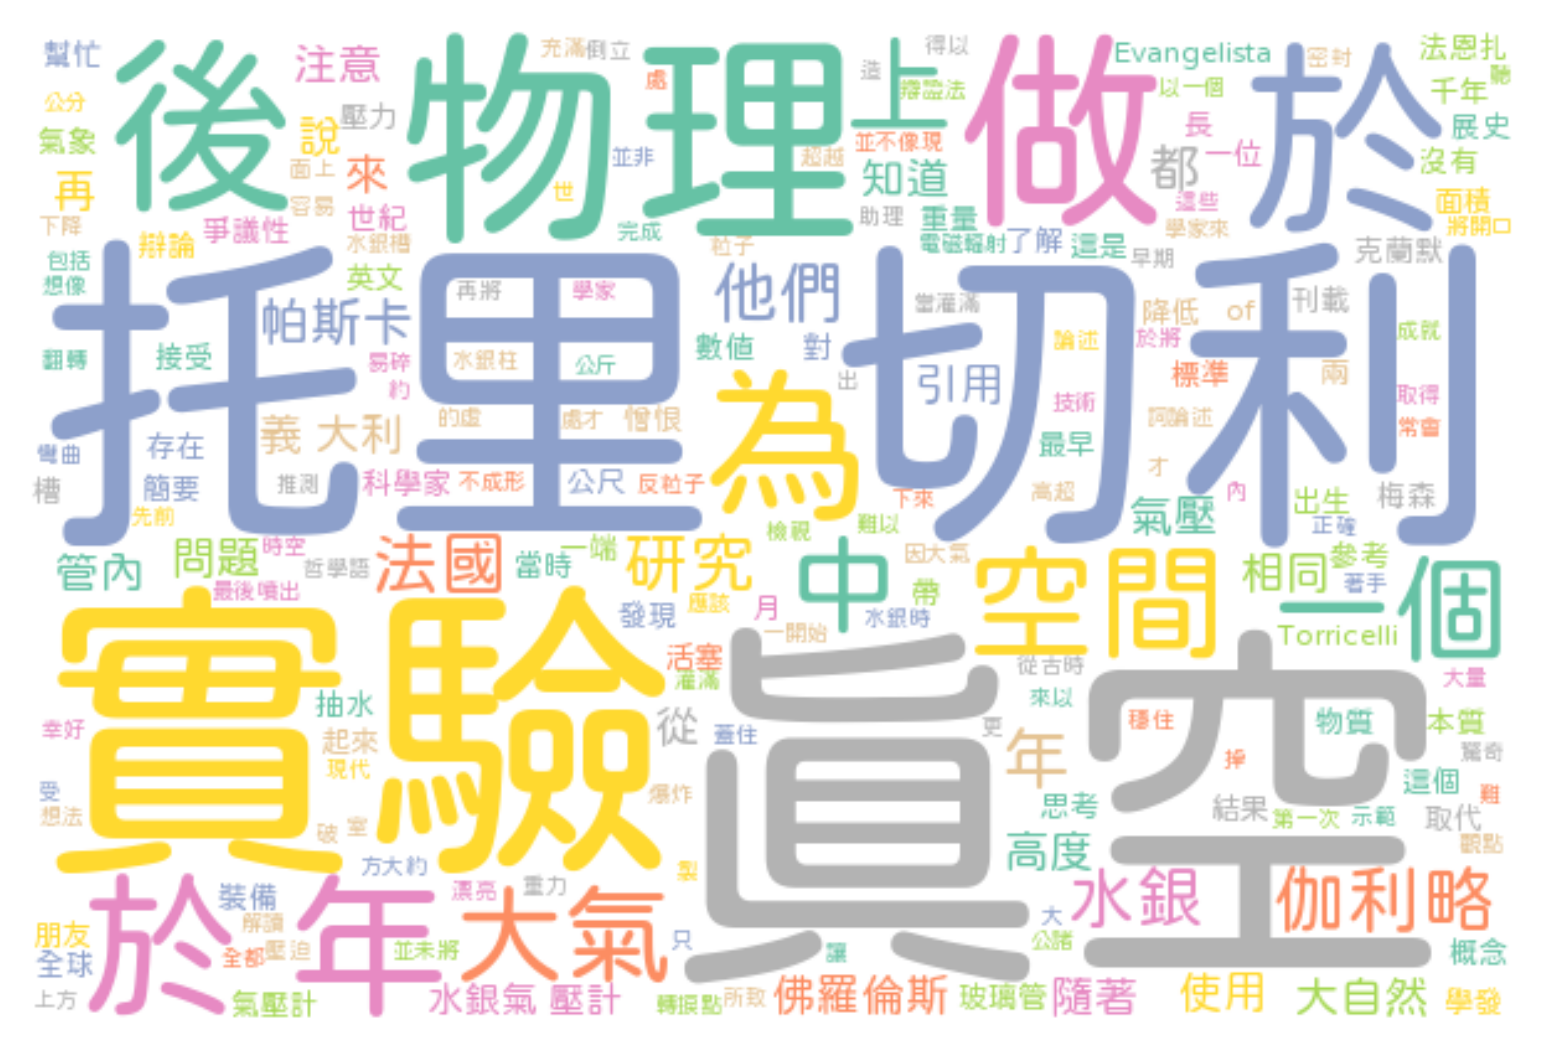 幫忙
後
注意
物理
充滿
倒立
處
造
上
得以
做
Evangelista
於
密封
法恩扎
聽
公分
氣象
說
壓力
辯證法
以一個
千年
展史
再
面上
來
並非
超越
並不像現
知道
都
長
一位
沒有
下降
爭議性
容易
世紀
世
完成
助理
重量
這些
面積
將開口
包括
想像
辯論
水銀槽
英文
粒子
電磁輻射
了解
這是
早期
學家來
克蘭默
托里切利
帕斯卡
再將
學家
他們
當灌滿
降低
of
刊載
翻轉
接受
易碎
約
水銀柱
公斤
數值
對
出
引用
論述
於將
標準
兩
成就
取得
常會
彎曲
存在
義大利
的虛
處才
憎恨
為
技術
最早
訶論述
才
槽
簡要
推測
科學家
不成形
公尺
反粒子
下來
高超
內
出生
梅森
先前
檢視
難以
氣壓
正確
管內
問題
時空
哲學語
法國
當時
一端
研究
中
因大氣
帶
空間
相同
參考
著手
一個
最後噴出
發現
應該
月
水銀時
一開始
Torricelli
實驗
真空
活塞
灌滿
從古時
來以
大量
幸好
抽水
起來
現代
從
蓋住
更
年
穩住
物質
本質
驚奇
受
想法
破
室
爆炸
思考
操
結果
第一次
示範
這個
取代
難
觀點
方大約
高度
製
於年
裝備
大氣
漂亮
重力
水銀
伽利略
朋友
全球
解讀
全都
壓迫
並未將
只
讓
大
公諸
概念
上方
氣壓計
水銀氣壓計
轉捩點
所致
佛羅倫斯
玻璃管
隨著
使用
大自然
學發